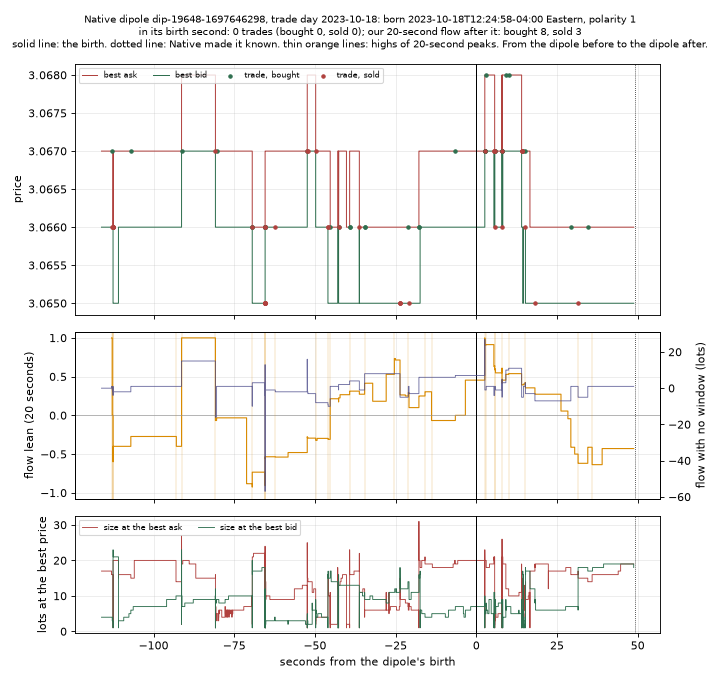 Native dipole dip-19648-1697646298, trade day 2023-10-18: born 2023-10-18T12:24:58-04:00 Eastern, polarity 1
in its birth second: 0 trades (bought 0, sold 0); our 20-second flow after it: bought 8, sold 3
solid line: the birth. dotted line: Native made it known. thin orange lines: highs of 20-second peaks. From the dipole before to the dipole after.
best ask best bid trade, bought trade, sold
3.0680
3.0675
3.0670
3.0665
3.0660
3.0655
3.0650
price
1.0
0.5
0.0
−0.5
−1.0
flow lean (20 seconds)
20
0
−20
−40
−60
flow with no window (lots)
size at the best ask size at the best bid
30
20
10
0
lots at the best price
−100 −75 −50 −25 0 25 50
seconds from the dipole's birth